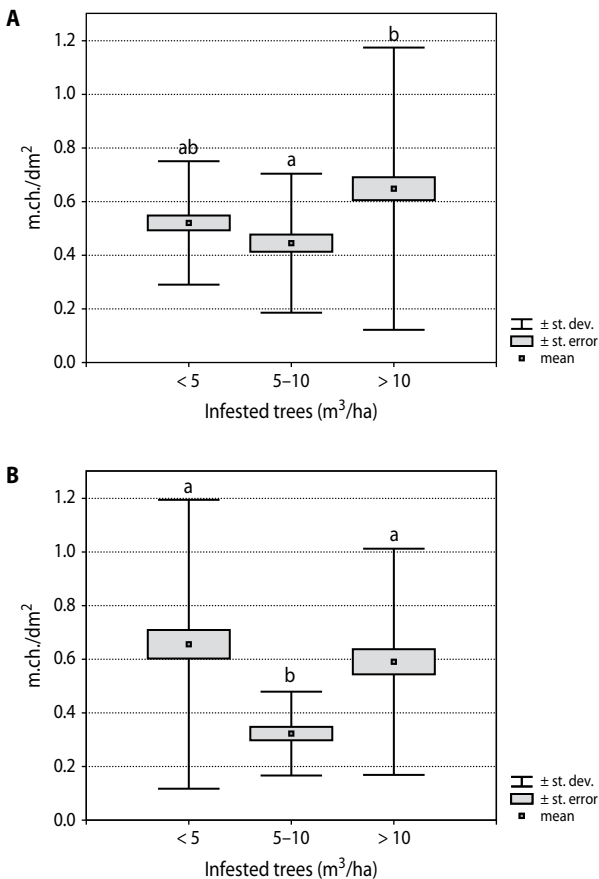 A
1.2
1.0
0.8
0.6
0.4
0.2
0.0
m.ch./dm²
ab
a
b
< 5
5–10
> 10
Infested trees (m³/ha)
± st. dev.
± st. error
mean
B
1.2
1.0
0.8
0.6
0.4
0.2
0.0
m.ch./dm²
a
b
a
< 5
5–10
> 10
Infested trees (m³/ha)
± st. dev.
± st. error
mean